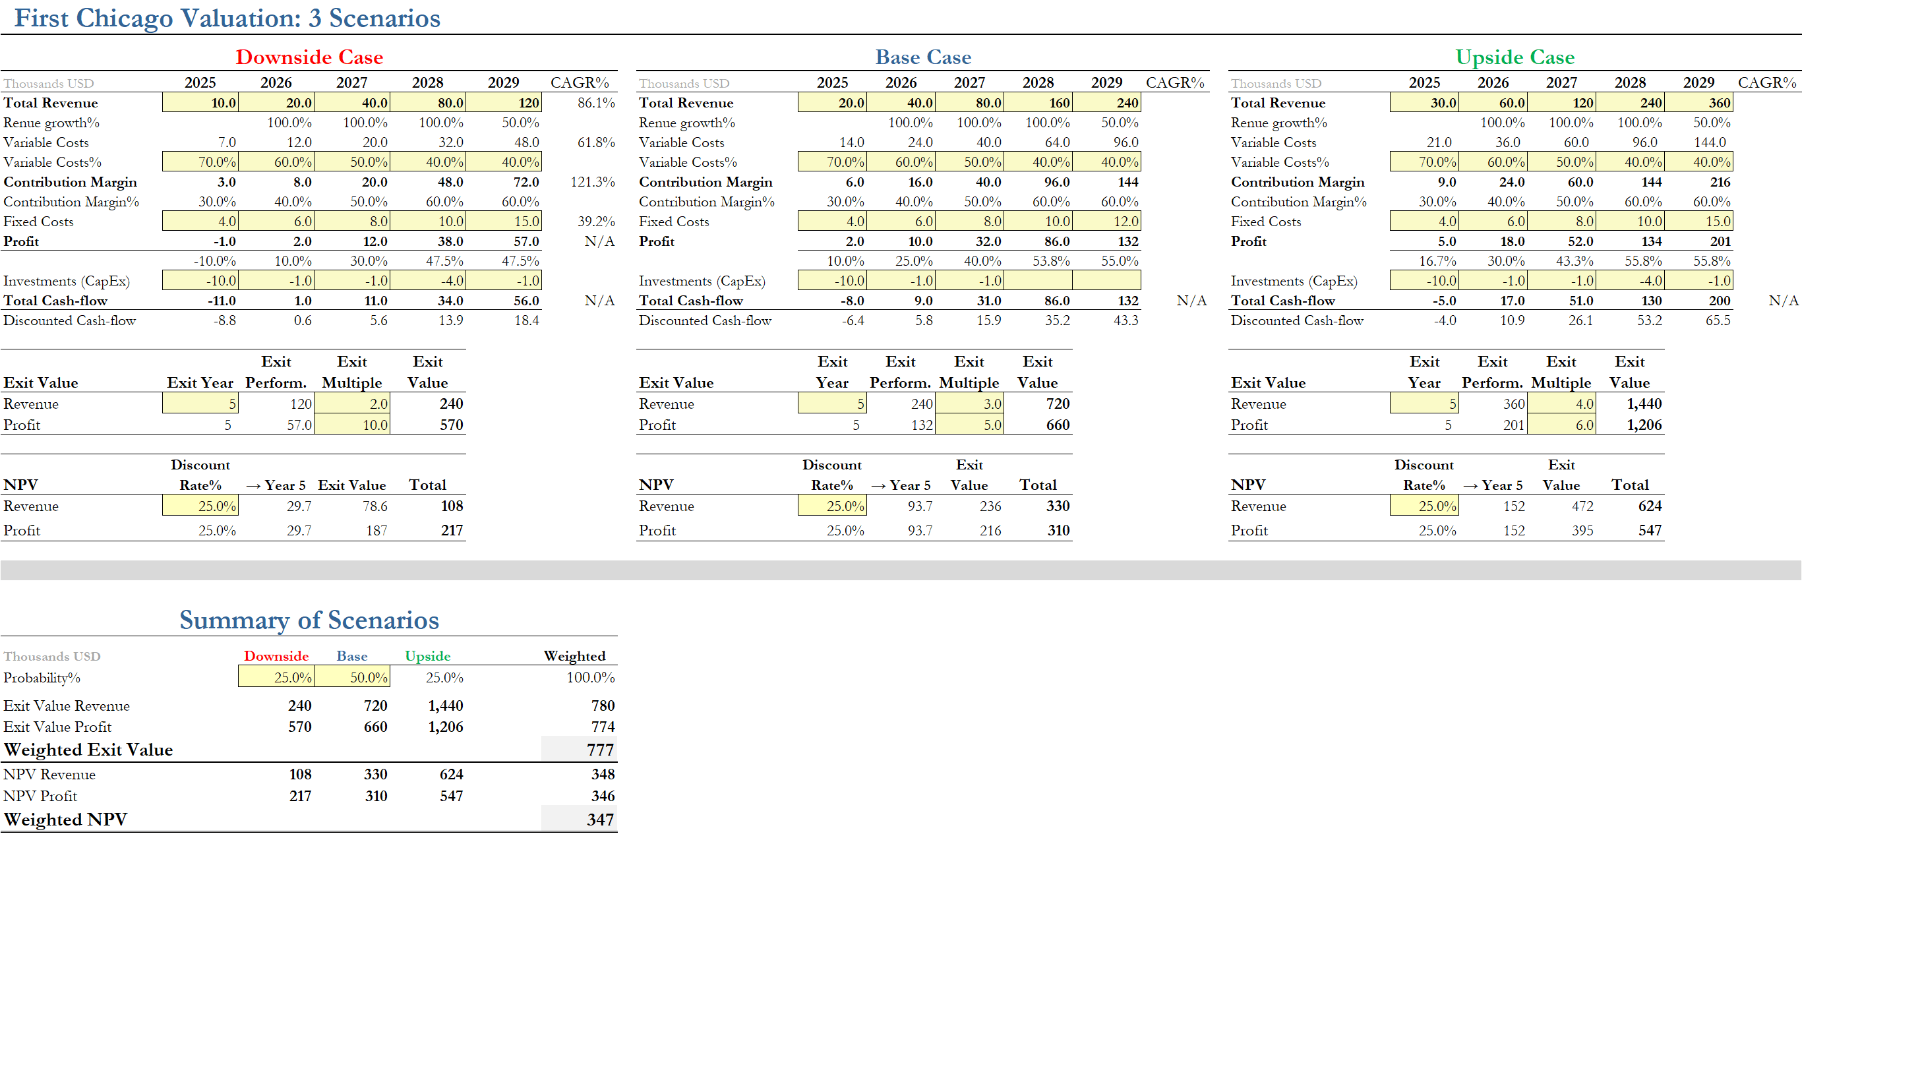 First Chicago Valuation: 3 Scenarios
Downside Case
Thousands USD 2025 2026 2027 2028 2029 CAGR%
Total Revenue 10.0 20.0 40.0 80.0 120 86.1%
Renue growth% 100.0% 100.0% 100.0% 50.0%
Variable Costs 7.0 12.0 20.0 32.0 48.0 61.8%
Variable Costs% 70.0% 60.0% 50.0% 40.0% 40.0%
Contribution Margin 3.0 8.0 20.0 48.0 72.0 121.3%
Contribution Margin% 30.0% 40.0% 50.0% 60.0% 60.0%
Fixed Costs 4.0 6.0 8.0 10.0 15.0 39.2%
Profit -1.0 2.0 12.0 38.0 57.0 N/A
-10.0% 10.0% 30.0% 47.5% 47.5%
Investments (CapEx) -10.0 -1.0 -1.0 -4.0 -1.0
Total Cash-flow -11.0 1.0 11.0 34.0 56.0 N/A
Discounted Cash-flow -8.8 0.6 5.6 13.9 18.4
Exit Exit Exit
Exit Value Exit Year Perform. Multiple Value
Revenue 5 120 2.0 240
Profit 5 57.0 10.0 570
Discount
NPV Rate% → Year 5 Exit Value Total
Revenue 25.0% 29.7 78.6 108
Profit 25.0% 29.7 187 217
Base Case
Thousands USD 2025 2026 2027 2028 2029 CAGR%
Total Revenue 20.0 40.0 80.0 160 240
Renue growth% 100.0% 100.0% 100.0% 50.0%
Variable Costs 14.0 24.0 40.0 64.0 96.0
Variable Costs% 70.0% 60.0% 50.0% 40.0% 40.0%
Contribution Margin 6.0 16.0 40.0 96.0 144
Contribution Margin% 30.0% 40.0% 50.0% 60.0% 60.0%
Fixed Costs 4.0 6.0 8.0 10.0 12.0
Profit 2.0 10.0 32.0 86.0 132
10.0% 25.0% 40.0% 53.8% 55.0%
Investments (CapEx) -10.0 -1.0 -1.0
Total Cash-flow -8.0 9.0 31.0 86.0 132 N/A
Discounted Cash-flow -6.4 5.8 15.9 35.2 43.3
Exit Exit Exit Exit
Exit Value Year Perform. Multiple Value
Revenue 5 240 3.0 720
Profit 5 132 5.0 660
Discount Exit
NPV Rate% → Year 5 Value Total
Revenue 25.0% 93.7 236 330
Profit 25.0% 93.7 216 310
Upside Case
Thousands USD 2025 2026 2027 2028 2029 CAGR%
Total Revenue 30.0 60.0 120 240 360
Renue growth% 100.0% 100.0% 100.0% 50.0%
Variable Costs 21.0 36.0 60.0 96.0 144.0
Variable Costs% 70.0% 60.0% 50.0% 40.0% 40.0%
Contribution Margin 9.0 24.0 60.0 144 216
Contribution Margin% 30.0% 40.0% 50.0% 60.0% 60.0%
Fixed Costs 4.0 6.0 8.0 10.0 15.0
Profit 5.0 18.0 52.0 134 201
16.7% 30.0% 43.3% 55.8% 55.8%
Investments (CapEx) -10.0 -1.0 -1.0 -4.0 -1.0
Total Cash-flow -5.0 17.0 51.0 130 200 N/A
Discounted Cash-flow -4.0 10.9 26.1 53.2 65.5
Exit Exit Exit Exit
Exit Value Year Perform. Multiple Value
Revenue 5 360 4.0 1,440
Profit 5 201 6.0 1,206
Discount Exit
NPV Rate% → Year 5 Value Total
Revenue 25.0% 152 472 624
Profit 25.0% 152 395 547
Summary of Scenarios
Thousands USD Downside Base Upside Weighted
Probability% 25.0% 50.0% 25.0% 100.0%
Exit Value Revenue 240 720 1,440 780
Exit Value Profit 570 660 1,206 774
Weighted Exit Value 777
NPV Revenue 108 330 624 348
NPV Profit 217 310 547 346
Weighted NPV 347